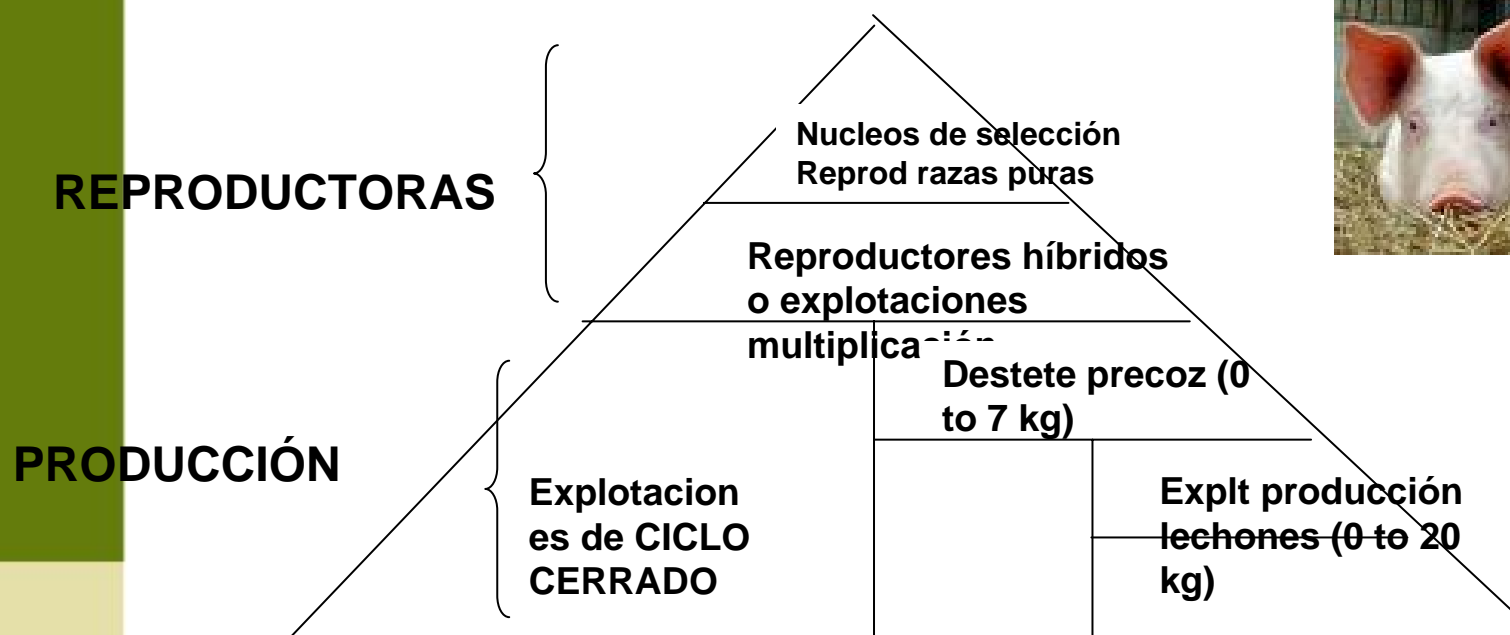 REPRODUCTORAS
Nucleos de selección
Reprod razas puras
Reproductores híbridos
o explotaciones
multiplicación
Destete precoz (0
to 7 kg)
PRODUCCIÓN
Explotacion
es de CICLO
CERRADO
Explt producción
lechones (0 to 20
kg)